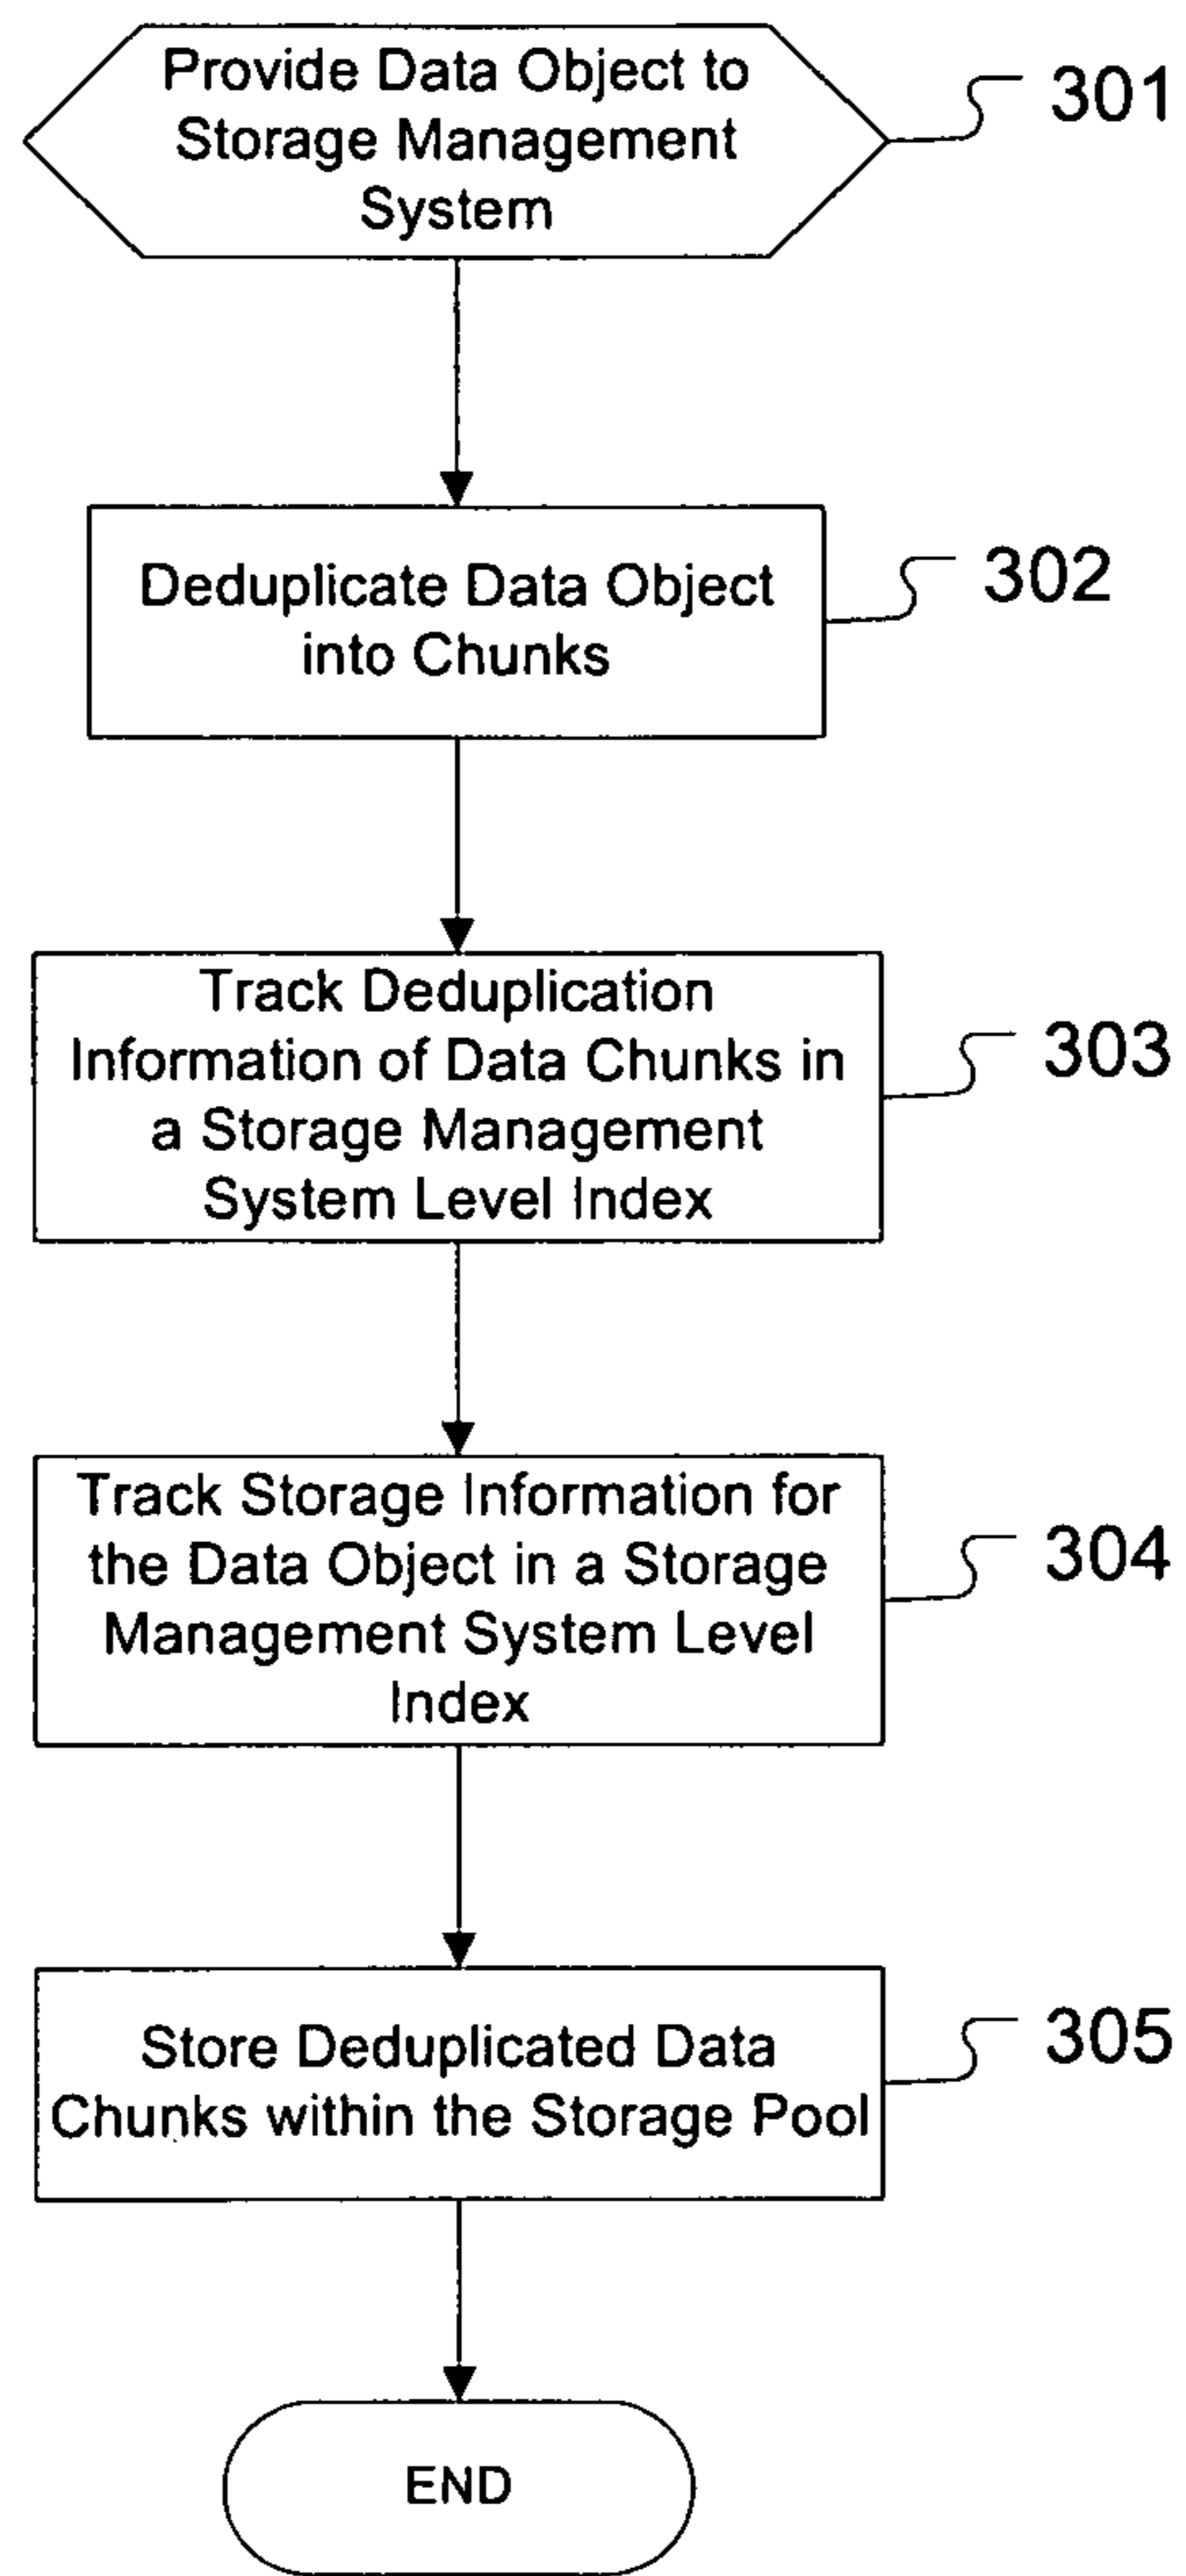 Provide Data Object to
Storage Management
System
301
Deduplicate Data Object
into Chunks
302
Track Deduplication
Information of Data Chunks in
a Storage Management
System Level Index
303
Track Storage Information for
the Data Object in a Storage
Management System Level
Index
304
Store Deduplicated Data
Chunks within the Storage Pool
305
END